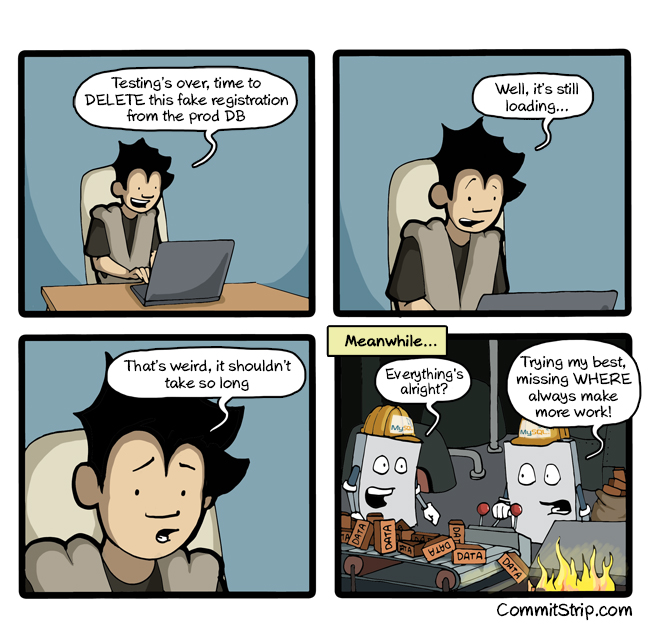 Testing's over, time to
DELETE this fake registration
from the prod DB
Well, it's still
loading...
That's weird, it shouldn't
take so long
Meanwhile...
Everything's
alright?
Trying my best,
missing WHERE
always make
more work!
MySQL
MySQL
DATA
DATA
DATA
DATA
DATA
DATA
CommitStrip.com